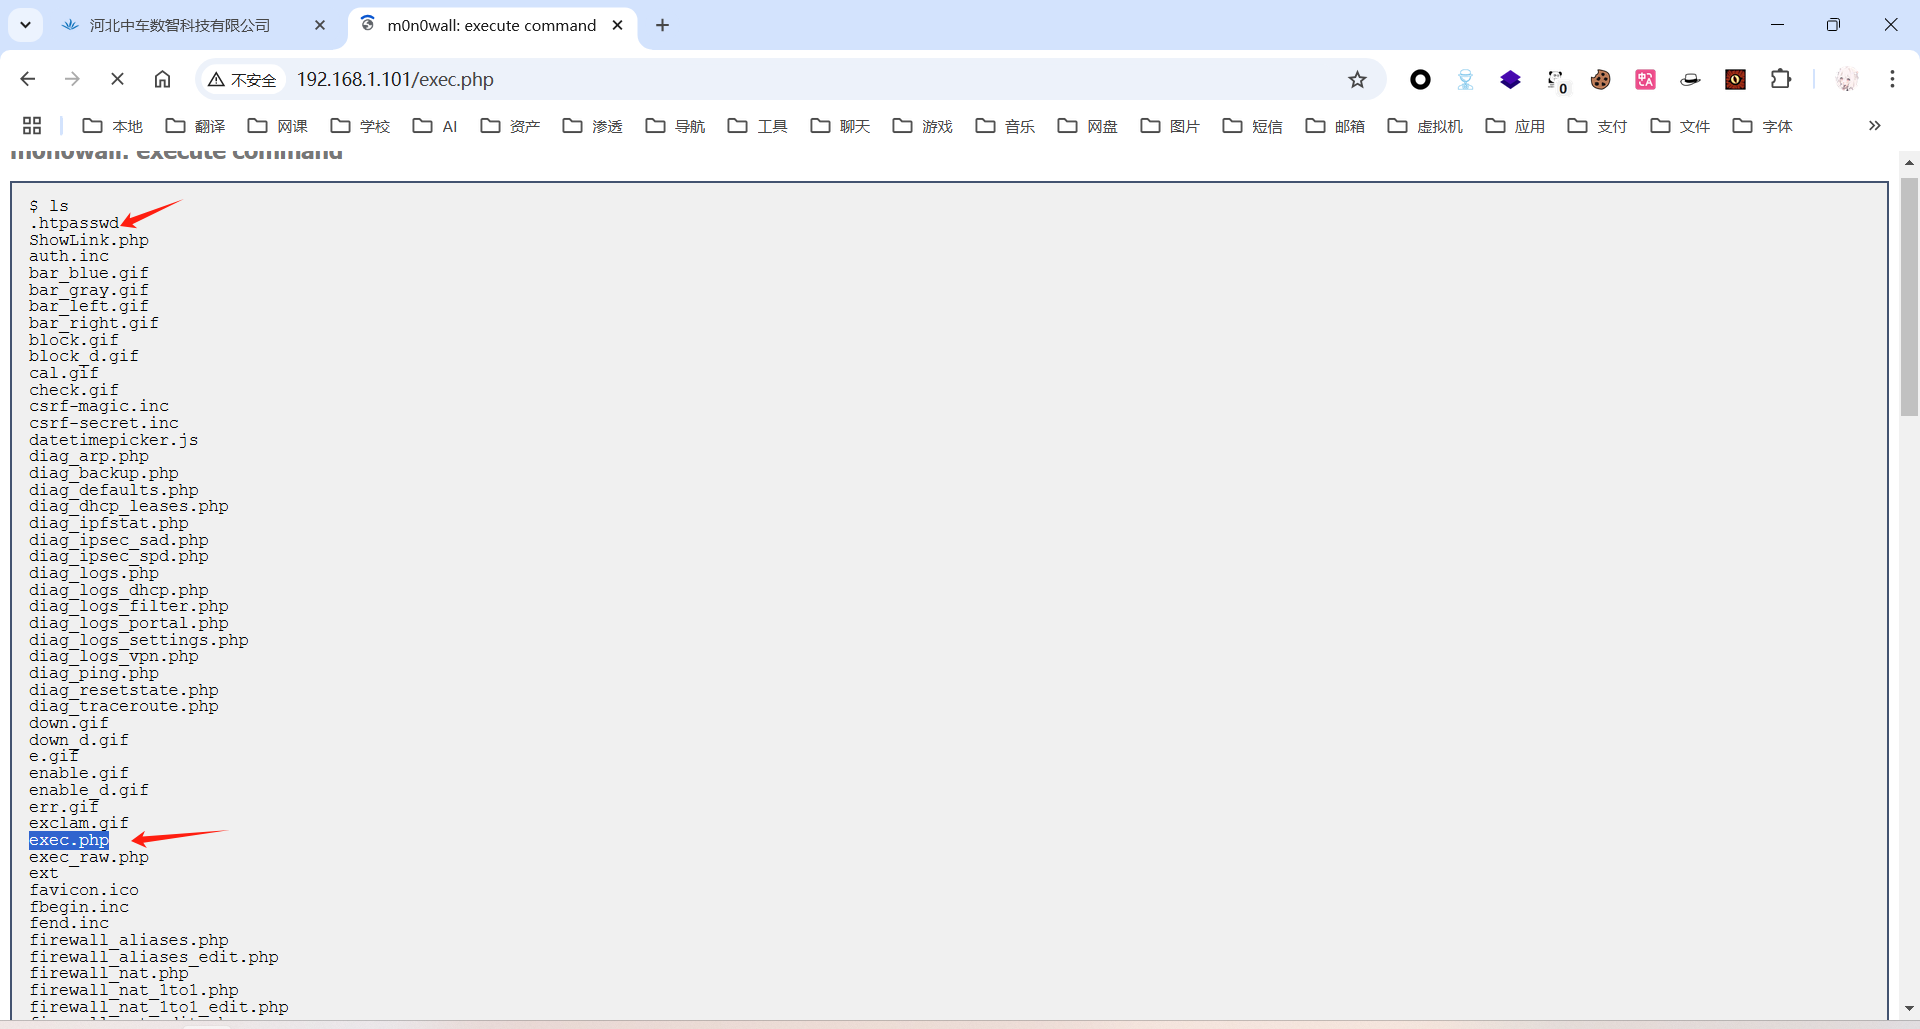 河北中车数智科技有限公司
m0n0wall: execute command
不安全
192.168.1.101/exec.php
0
中
A
本地
翻译
网课
学校
AI
资产
渗透
导航
工具
聊天
游戏
音乐
网盘
图片
短信
邮箱
虚拟机
应用
支付
文件
字体
m0n0wall: execute command
$ ls
.htpasswd
ShowLink.php
auth.inc
bar_blue.gif
bar_gray.gif
bar_left.gif
bar_right.gif
block.gif
block_d.gif
cal.gif
check.gif
csrf-magic.inc
csrf-secret.inc
datetimepicker.js
diag_arp.php
diag_backup.php
diag_defaults.php
diag_dhcp_leases.php
diag_ipfstat.php
diag_ipsec_sad.php
diag_ipsec_spd.php
diag_logs.php
diag_logs_dhcp.php
diag_logs_filter.php
diag_logs_portal.php
diag_logs_settings.php
diag_logs_vpn.php
diag_ping.php
diag_resetstate.php
diag_traceroute.php
down.gif
down_d.gif
e.gif
enable.gif
enable_d.gif
err.gif
exclam.gif
exec.php
exec_raw.php
ext
favicon.ico
fbegin.inc
fend.inc
firewall_aliases.php
firewall_aliases_edit.php
firewall_nat.php
firewall_nat_1to1.php
firewall_nat_1to1_edit.php